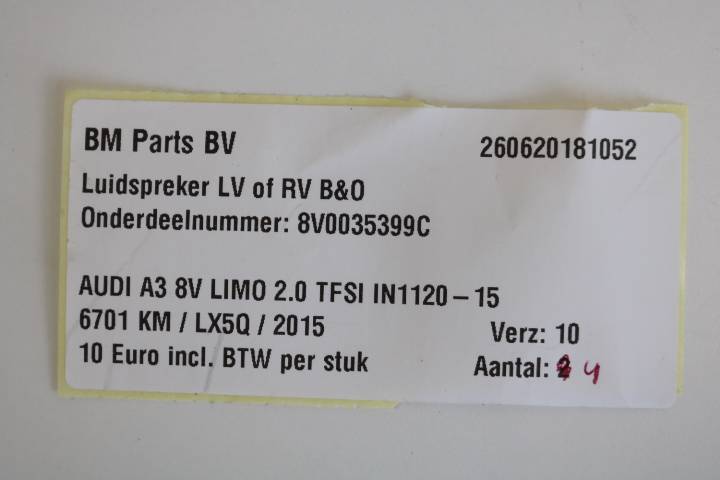 BM Parts BV 260620181052
Luidspreker LV of RV B&O
Onderdeelnummer: 8V0035399C
AUDI A3 8V LIMO 2.0 TFSI IN1120 – 15
6701 KM / LX5Q / 2015 Verz: 10
10 Euro incl. BTW per stuk Aantal: 4